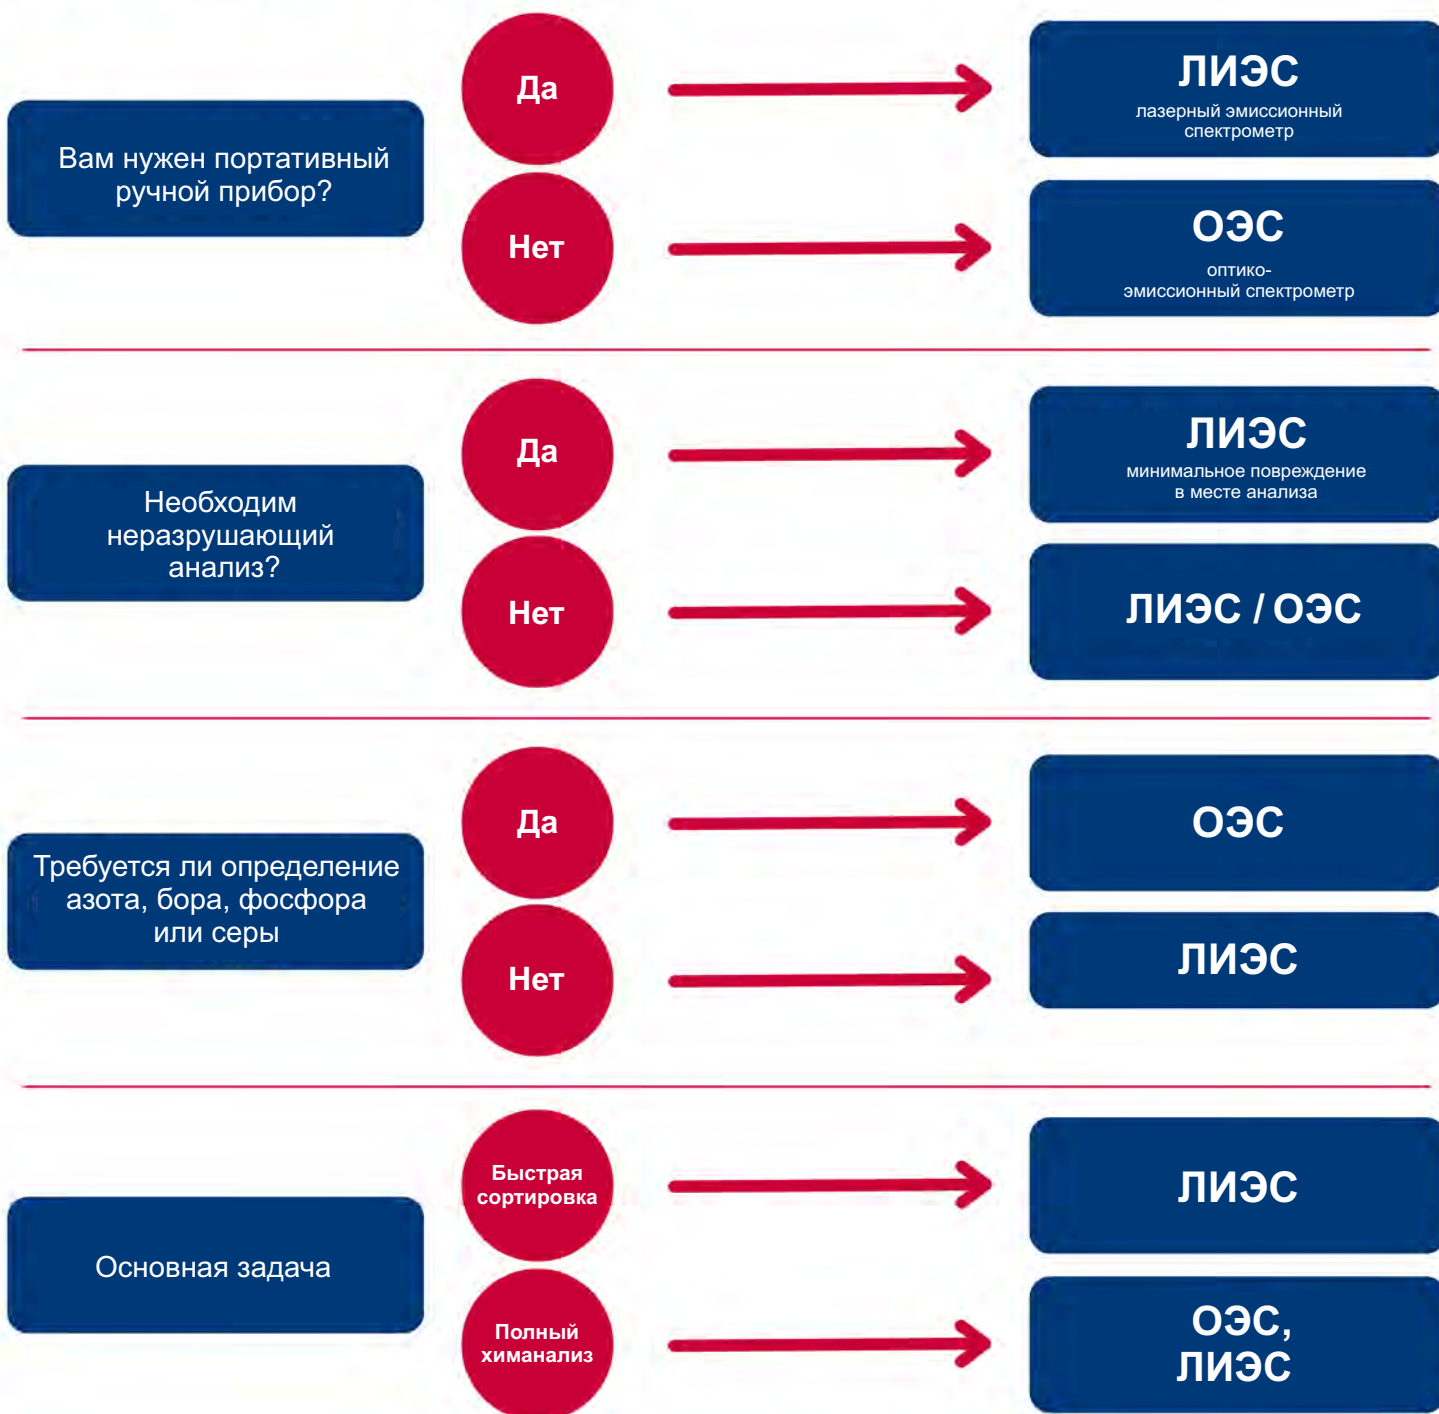 Вам нужен портативный
ручной прибор?
Да
ЛИЭС
лазерный эмиссионный
спектрометр
Нет
ОЭС
оптико-
эмиссионный спектрометр
Необходим
неразрушающий
анализ?
Да
ЛИЭС
минимальное повреждение
в месте анализа
Нет
ЛИЭС / ОЭС
Требуется ли определение
азота, бора, фосфора
или серы
Да
ОЭС
Нет
ЛИЭС
Основная задача
Быстрая
сортировка
ЛИЭС
Полный
химанализ
ОЭС,
ЛИЭС